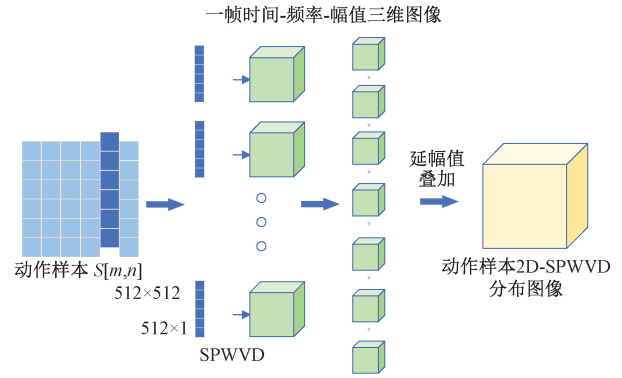 一帧时间-频率-幅值三维图像
延幅值
叠加
动作样本 S[m,n]
512×512
512×1
SPWVD
动作样本2D-SPWVD
分布图像